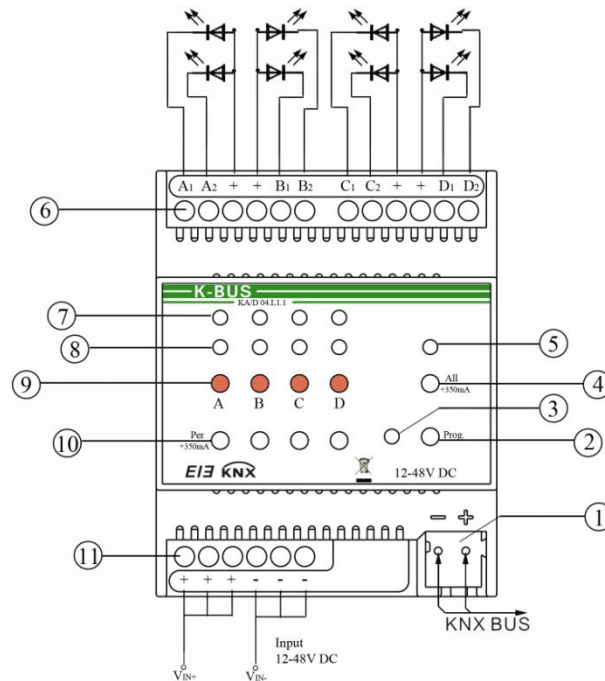 A1 A2 + + B1 B2 C1 C2 + + D1 D2
6
K-BUS
KA/D 04.L1.1
7
8
5
9
All
+350mA
4
A B C D
3
10
Per
+350mA
Prog.
2
EIB KNX
12-48V DC
11
− +
1
+ + + - - -
KNX BUS
Input
12-48V DC
VIN+ VIN-